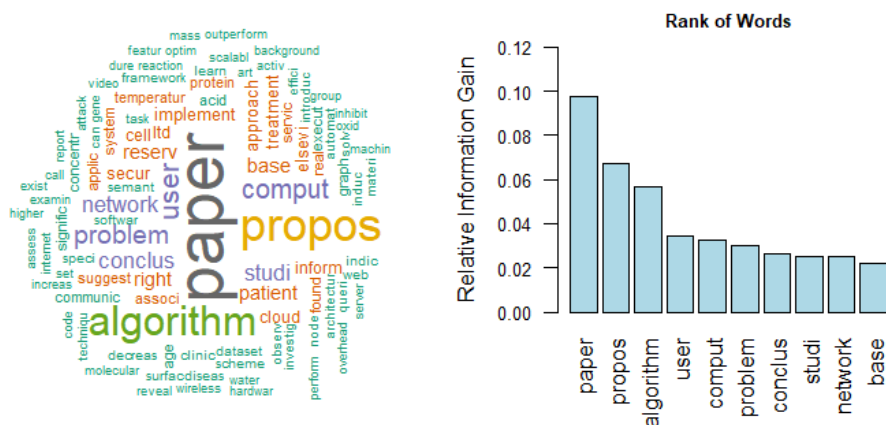 mass outperform
featur optim background
dure reaction scalabl
video framework learn art activ
protein effici
temperatur acid approach treatment introduc group
attack can gene task implement servic execut inhibit
system cell ltd elsevi automat oxid
report concentr applic reserv base real solv machin
call secur user paper graph induc materi
exist semant comput
examin network
higher softwar propos
signific problem
assess internet speci conclus studi inform indic
set suggest right web
increas associ patient found queri server
communic cloud architectur
code algorithm node overhead
techniqu observ investig perform
decreas age clinic dataset
molecular scheme
surfac diseas water
reveal wireless hardwar
Rank of Words
Relative Information Gain
0.12
0.10
0.08
0.06
0.04
0.02
0.00
paper propos algorithm user comput problem conclus studi network base